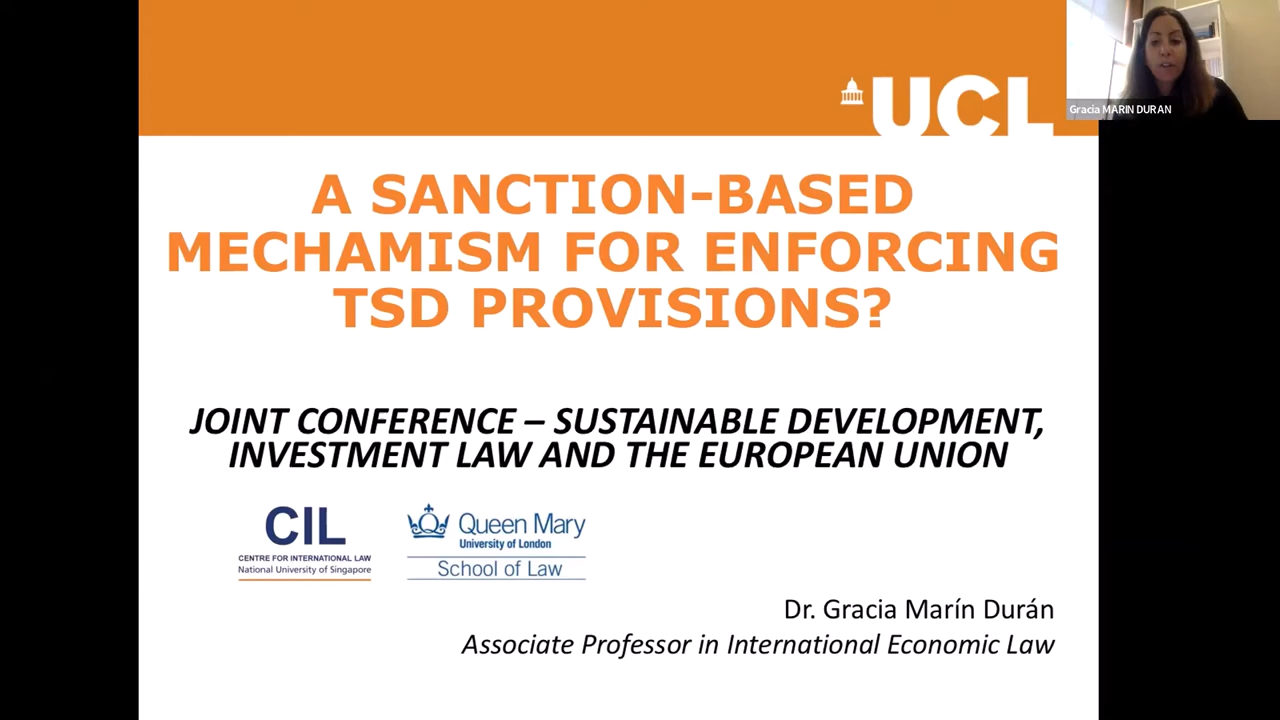 UCL
Gracia MARIN DURAN
A SANCTION-BASED
MECHAMISM FOR ENFORCING
TSD PROVISIONS?
JOINT CONFERENCE – SUSTAINABLE DEVELOPMENT,
INVESTMENT LAW AND THE EUROPEAN UNION
CIL
CENTRE FOR INTERNATIONAL LAW
National University of Singapore
Queen Mary
University of London
School of Law
Dr. Gracia Marín Durán
Associate Professor in International Economic Law